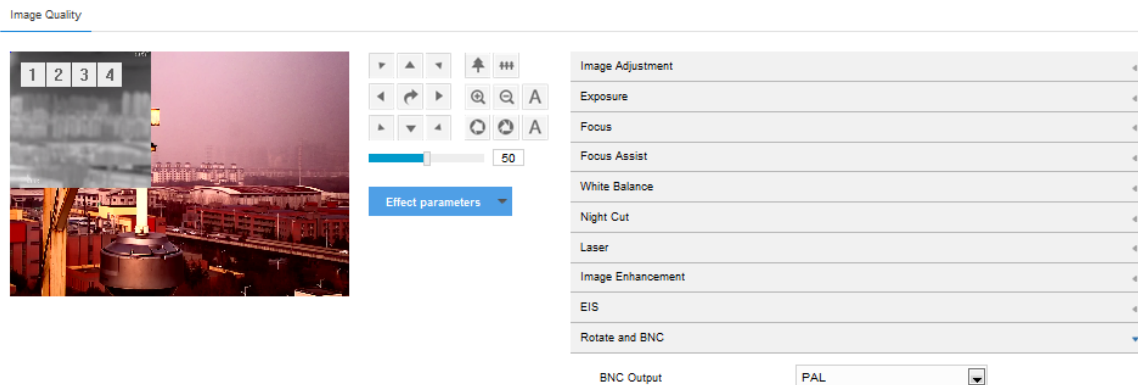 Image Quality
1 2 3 4
A
A
50
Effect parameters
Image Adjustment
Exposure
Focus
Focus Assist
White Balance
Night Cut
Laser
Image Enhancement
EIS
Rotate and BNC
BNC Output PAL